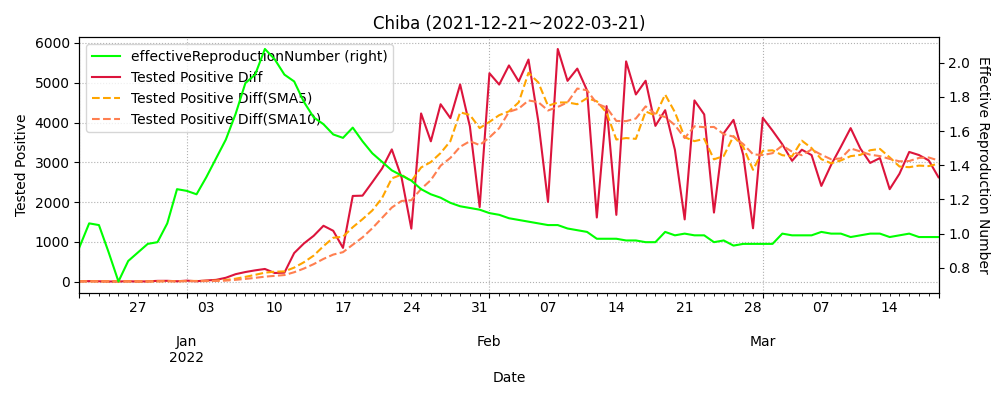 Chiba (2021-12-21~2022-03-21)
effectiveReproductionNumber (right)
Tested Positive Diff
Tested Positive Diff(SMA5)
Tested Positive Diff(SMA10)
Tested Positive
6000
5000
4000
3000
2000
1000
0
Effective Reproduction Number
2.0
1.8
1.6
1.4
1.2
1.0
0.8
27 03 10 17 24 31 07 14 21 28 07 14
Jan Feb Mar
2022
Date